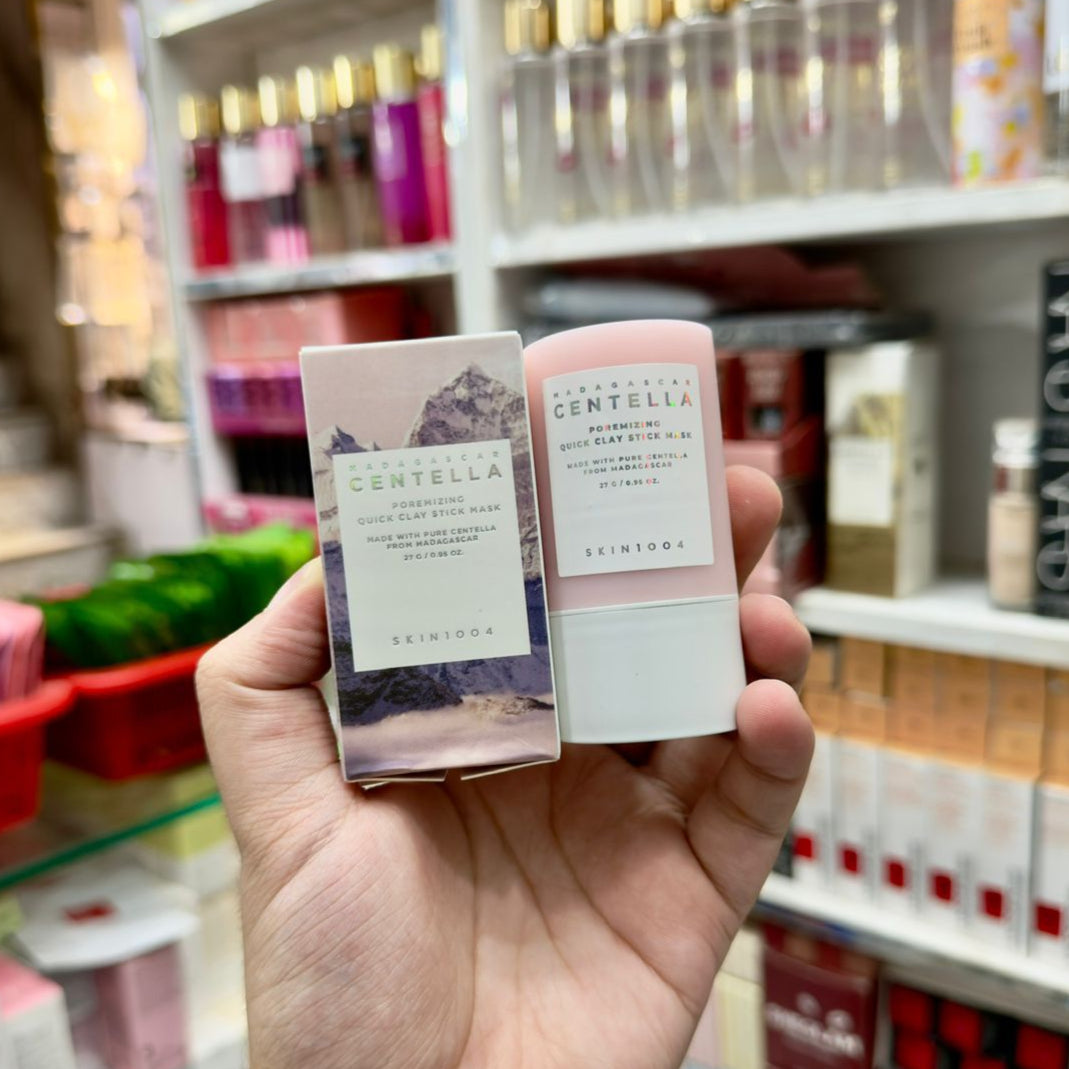 MADAGASCAR
CENTELLA
POREMIZING
QUICK CLAY STICK MASK
MADE WITH PURE CENTELLA
FROM MADAGASCAR
27 G / 0.95 OZ.
SKIN1004
MADAGASCAR
CENTELLA
POREMIZING
QUICK CLAY STICK MASK
MADE WITH PURE CENTELLA
FROM MADAGASCAR
27 G / 0.95 OZ.
SKIN1004